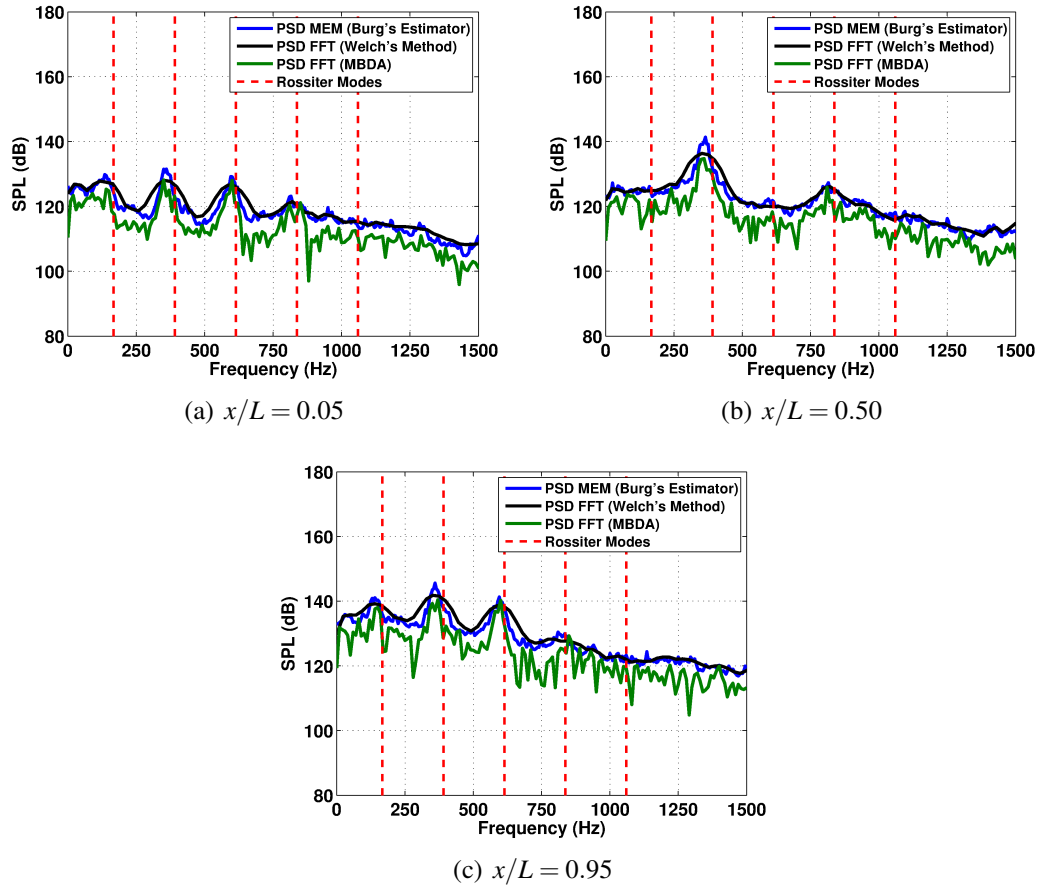 180
160
140
120
100
80
SPL (dB)
0 250 500 750 1000 1250 1500
Frequency (Hz)
PSD MEM (Burg's Estimator)
PSD FFT (Welch's Method)
PSD FFT (MBDA)
Rossiter Modes
(a) x/L = 0.05
180
160
140
120
100
80
SPL (dB)
0 250 500 750 1000 1250 1500
Frequency (Hz)
PSD MEM (Burg's Estimator)
PSD FFT (Welch's Method)
PSD FFT (MBDA)
Rossiter Modes
(b) x/L = 0.50
180
160
140
120
100
80
SPL (dB)
0 250 500 750 1000 1250 1500
Frequency (Hz)
PSD MEM (Burg's Estimator)
PSD FFT (Welch's Method)
PSD FFT (MBDA)
Rossiter Modes
(c) x/L = 0.95